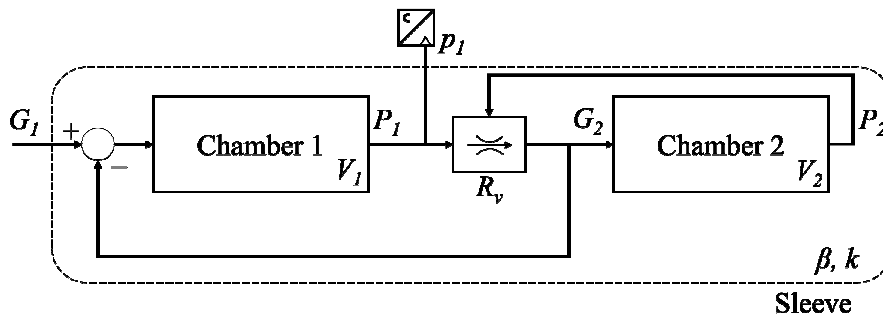 c
p1
G1
+
−
Chamber 1
V1
P1
Rv
G2
Chamber 2
V2
P2
β, k
Sleeve